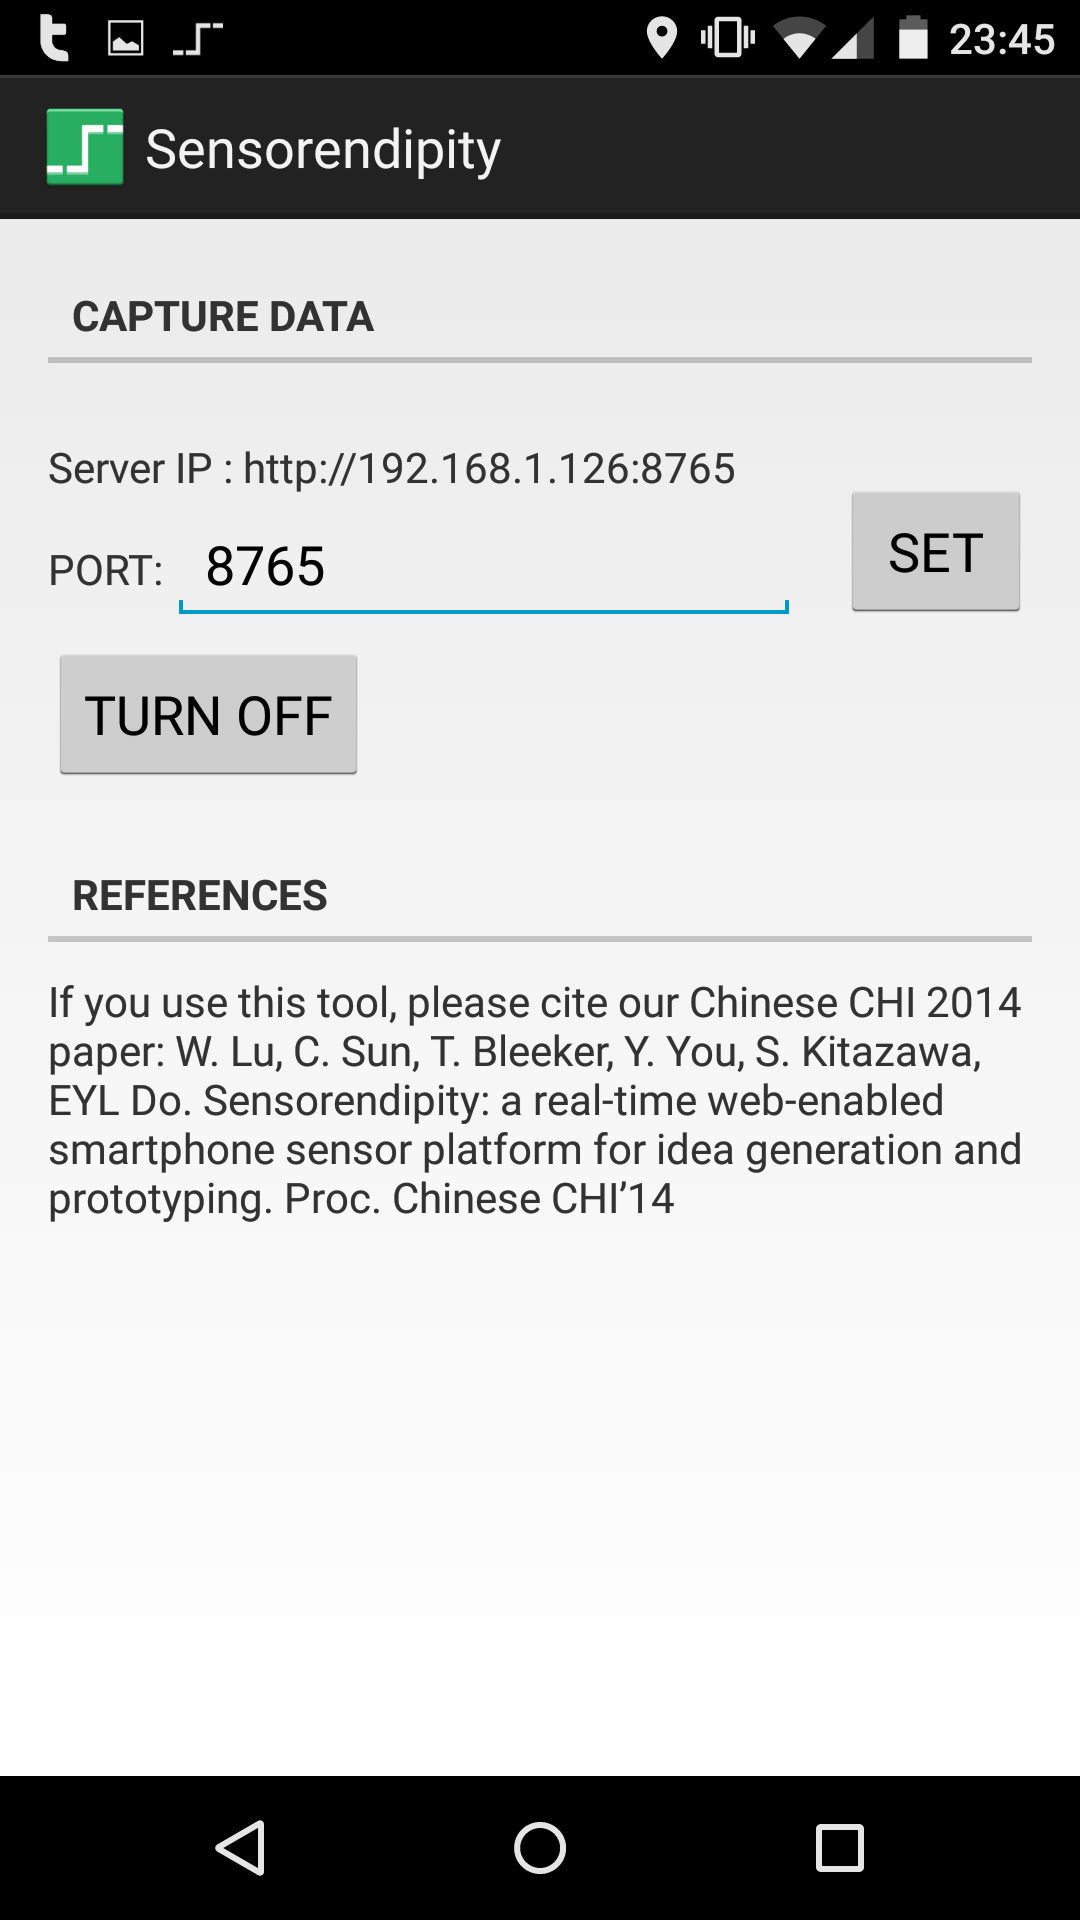 23:45
Sensorendipity
CAPTURE DATA
Server IP : http://192.168.1.126:8765
PORT: 8765
SET
TURN OFF
REFERENCES
If you use this tool, please cite our Chinese CHI 2014
paper: W. Lu, C. Sun, T. Bleeker, Y. You, S. Kitazawa,
EYL Do. Sensorendipity: a real-time web-enabled
smartphone sensor platform for idea generation and
prototyping. Proc. Chinese CHI’14